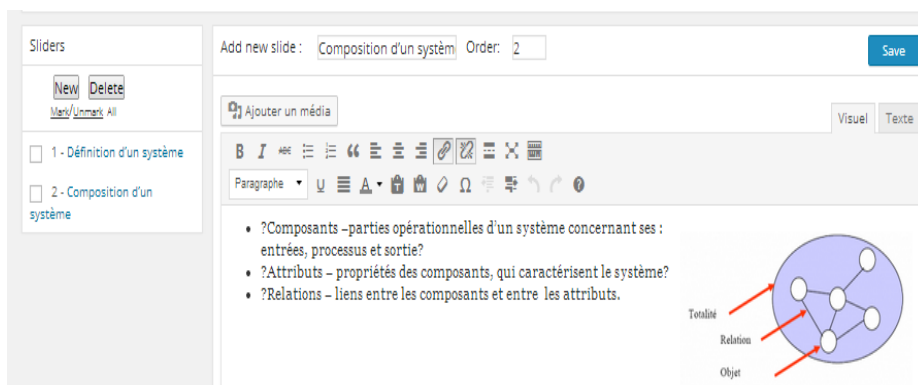 Sliders
New Delete
Mark/Unmark All
1 - Définition d'un système
2 - Composition d'un
système
Add new slide : Composition d'un systèm Order: 2
Save
Ajouter un média
Visuel Texte
B I ABC
Paragraphe U A T W Ω ?
?Composants –parties opérationnelles d'un système concernant ses :
entrées, processus et sortie?
?Attributs – propriétés des composants, qui caractérisent le système?
?Relations – liens entre les composants et entre les attributs.
Totalité
Relation
Objet